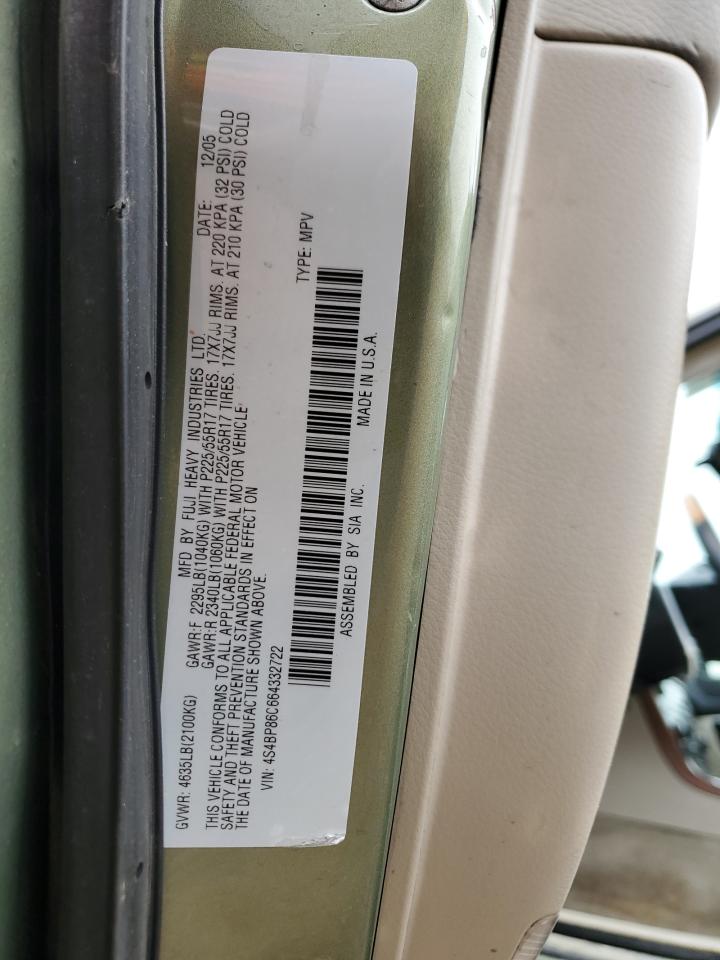 MFD BY FUJI HEAVY INDUSTRIES LTD. DATE: 12/05
GVWR: 4635LB(2100KG) GAWR:F 2295LB(1040KG) WITH P225/55R17 TIRES. 17X7JJ RIMS. AT 220 KPA (32 PSI) COLD
GAWR:R 2340LB(1060KG) WITH P225/55R17 TIRES. 17X7JJ RIMS. AT 210 KPA (30 PSI) COLD
THIS VEHICLE CONFORMS TO ALL APPLICABLE FEDERAL MOTOR VEHICLE
SAFETY AND THEFT PREVENTION STANDARDS IN EFFECT ON
THE DATE OF MANUFACTURE SHOWN ABOVE.
VIN: 4S4BP86C664332722 TYPE: MPV
ASSEMBLED BY SIA INC. MADE IN U.S.A.